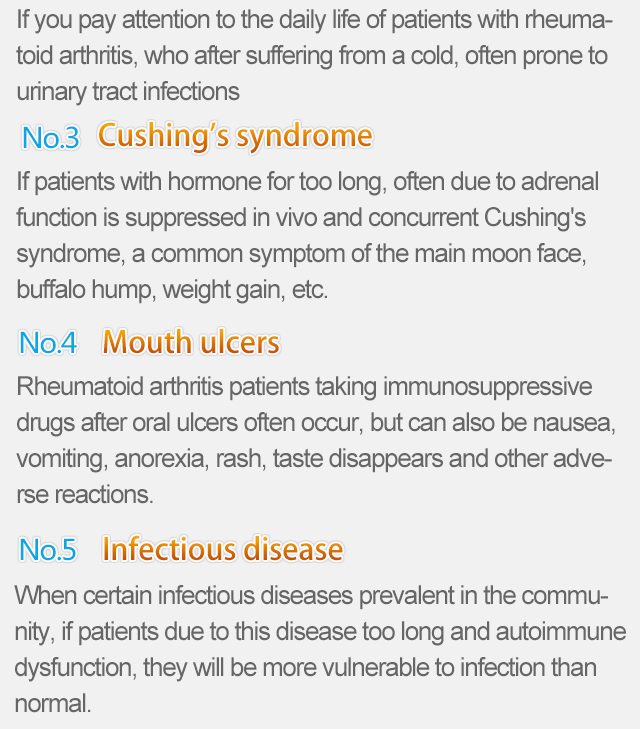 If you pay attention to the daily life of patients with rheuma-
toid arthritis, who after suffering from a cold, often prone to
urinary tract infections
No.3 Cushing's syndrome
If patients with hormone for too long, often due to adrenal
function is suppressed in vivo and concurrent Cushing's
syndrome, a common symptom of the main moon face,
buffalo hump, weight gain, etc.
No.4 Mouth ulcers
Rheumatoid arthritis patients taking immunosuppressive
drugs after oral ulcers often occur, but can also be nausea,
vomiting, anorexia, rash, taste disappears and other adve-
rse reactions.
No.5 Infectious disease
When certain infectious diseases prevalent in the commu-
nity, if patients due to this disease too long and autoimmune
dysfunction, they will be more vulnerable to infection than
normal.